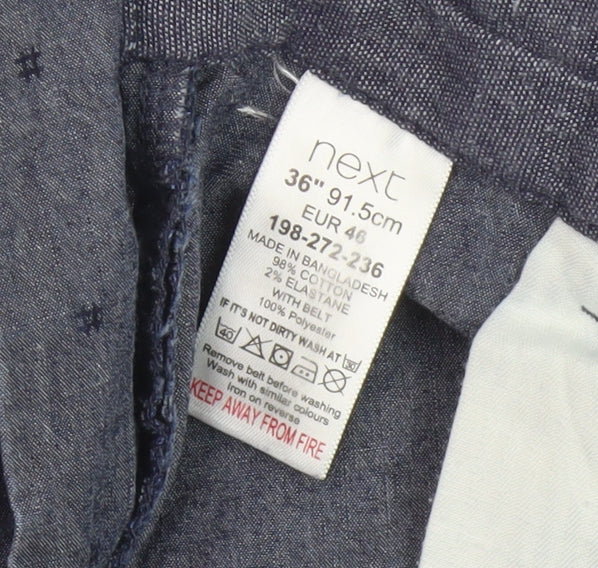 next
36" 91.5cm
EUR 46
198-272-236
MADE IN BANGLADESH
98% COTTON
2% ELASTANE
WITH BELT
100% Polyester
IF IT'S NOT DIRTY WASH AT 30
40
Remove belt before washing
Wash with similar colours
Iron on reverse
KEEP AWAY FROM FIRE